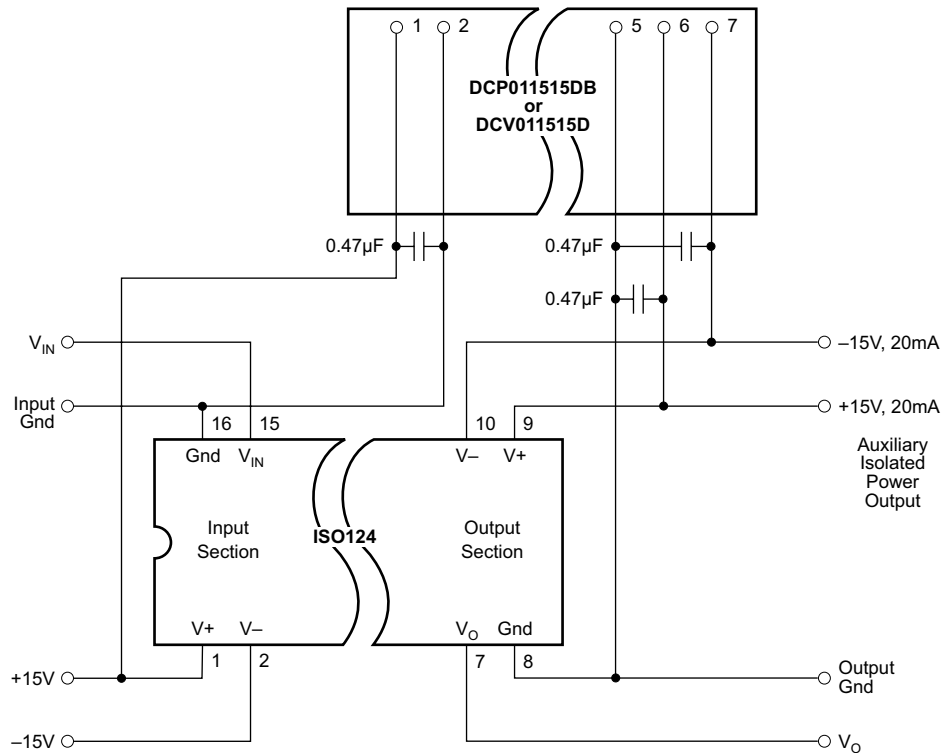 1 2 5 6 7
DCP011515DB
or
DCV011515D
0.47µF 0.47µF
0.47µF
V_IN –15V, 20mA
Input
Gnd
+15V, 20mA
16 15 10 9
Gnd V_IN V– V+
Auxiliary
Isolated
Power
Output
Input
Section
ISO124
Output
Section
V+ V– V_O Gnd
1 2 7 8
+15V
Output
Gnd
–15V V_O